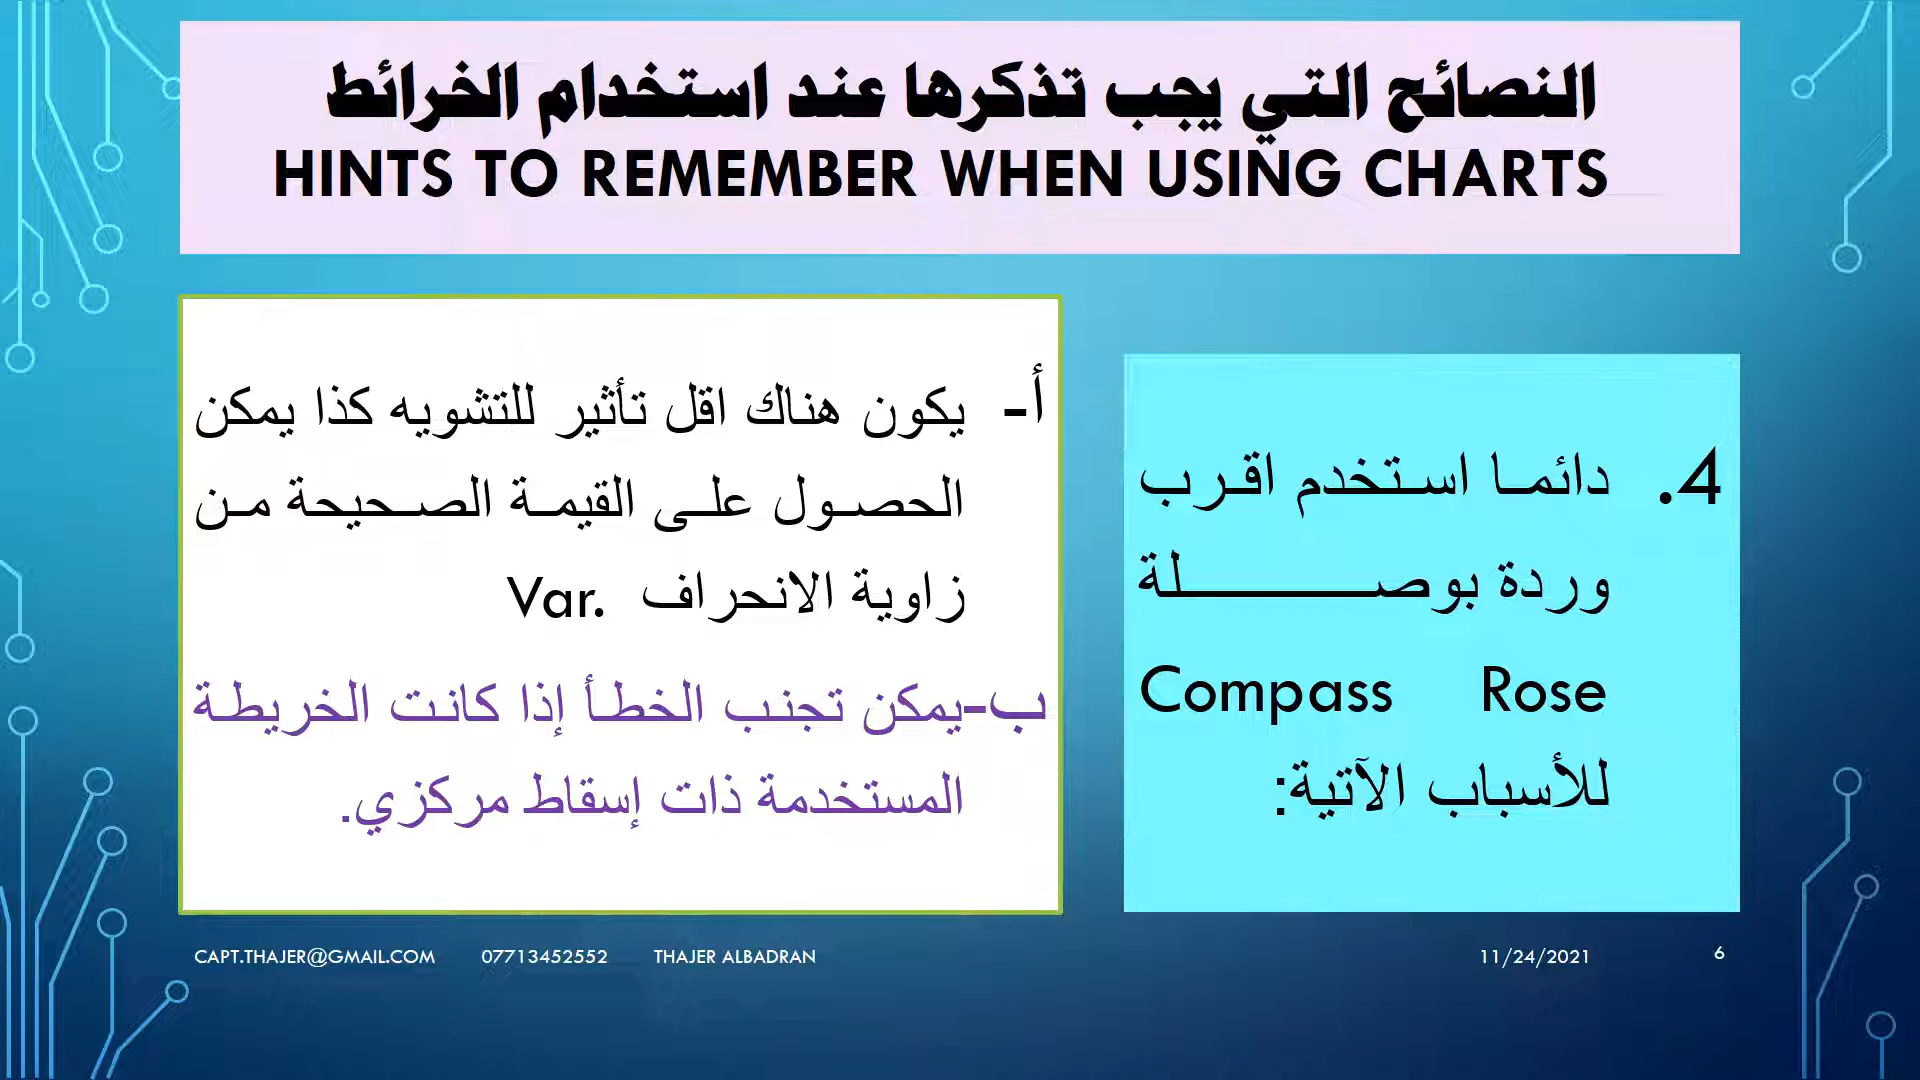 النصائح التي يجب تذكرها عند استخدام الخرائط
HINTS TO REMEMBER WHEN USING CHARTS
4. دائما استخدم اقرب
وردة بوصلة
Compass Rose
للأسباب الآتية:
أ- يكون هناك اقل تأثير للتشويه كذا يمكن
الحصول على القيمة الصحيحة من
زاوية الانحراف Var.
ب-يمكن تجنب الخطأ إذا كانت الخريطة
المستخدمة ذات إسقاط مركزي.
CAPT.THAJER@GMAIL.COM 07713452552 THAJER ALBADRAN
11/24/2021
6